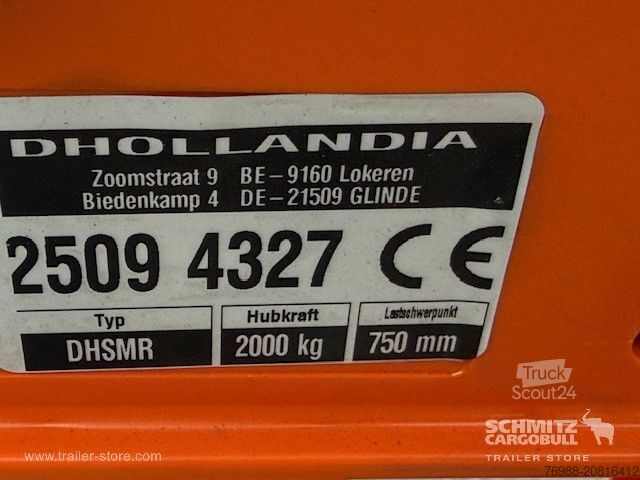 DHOLLANDIA
Zoomstraat 9 BE-9160 Lokeren
Biedenkamp 4 DE-21509 GLINDE
2509 4327 CE
Typ Hubkraft Lastschwerpunkt
DHSMR 2000 kg 750 mm
Truck
Scout24
SCHMITZ
CARGOBULL
TRAILER STORE
www.trailer-store.com
76988-20816412